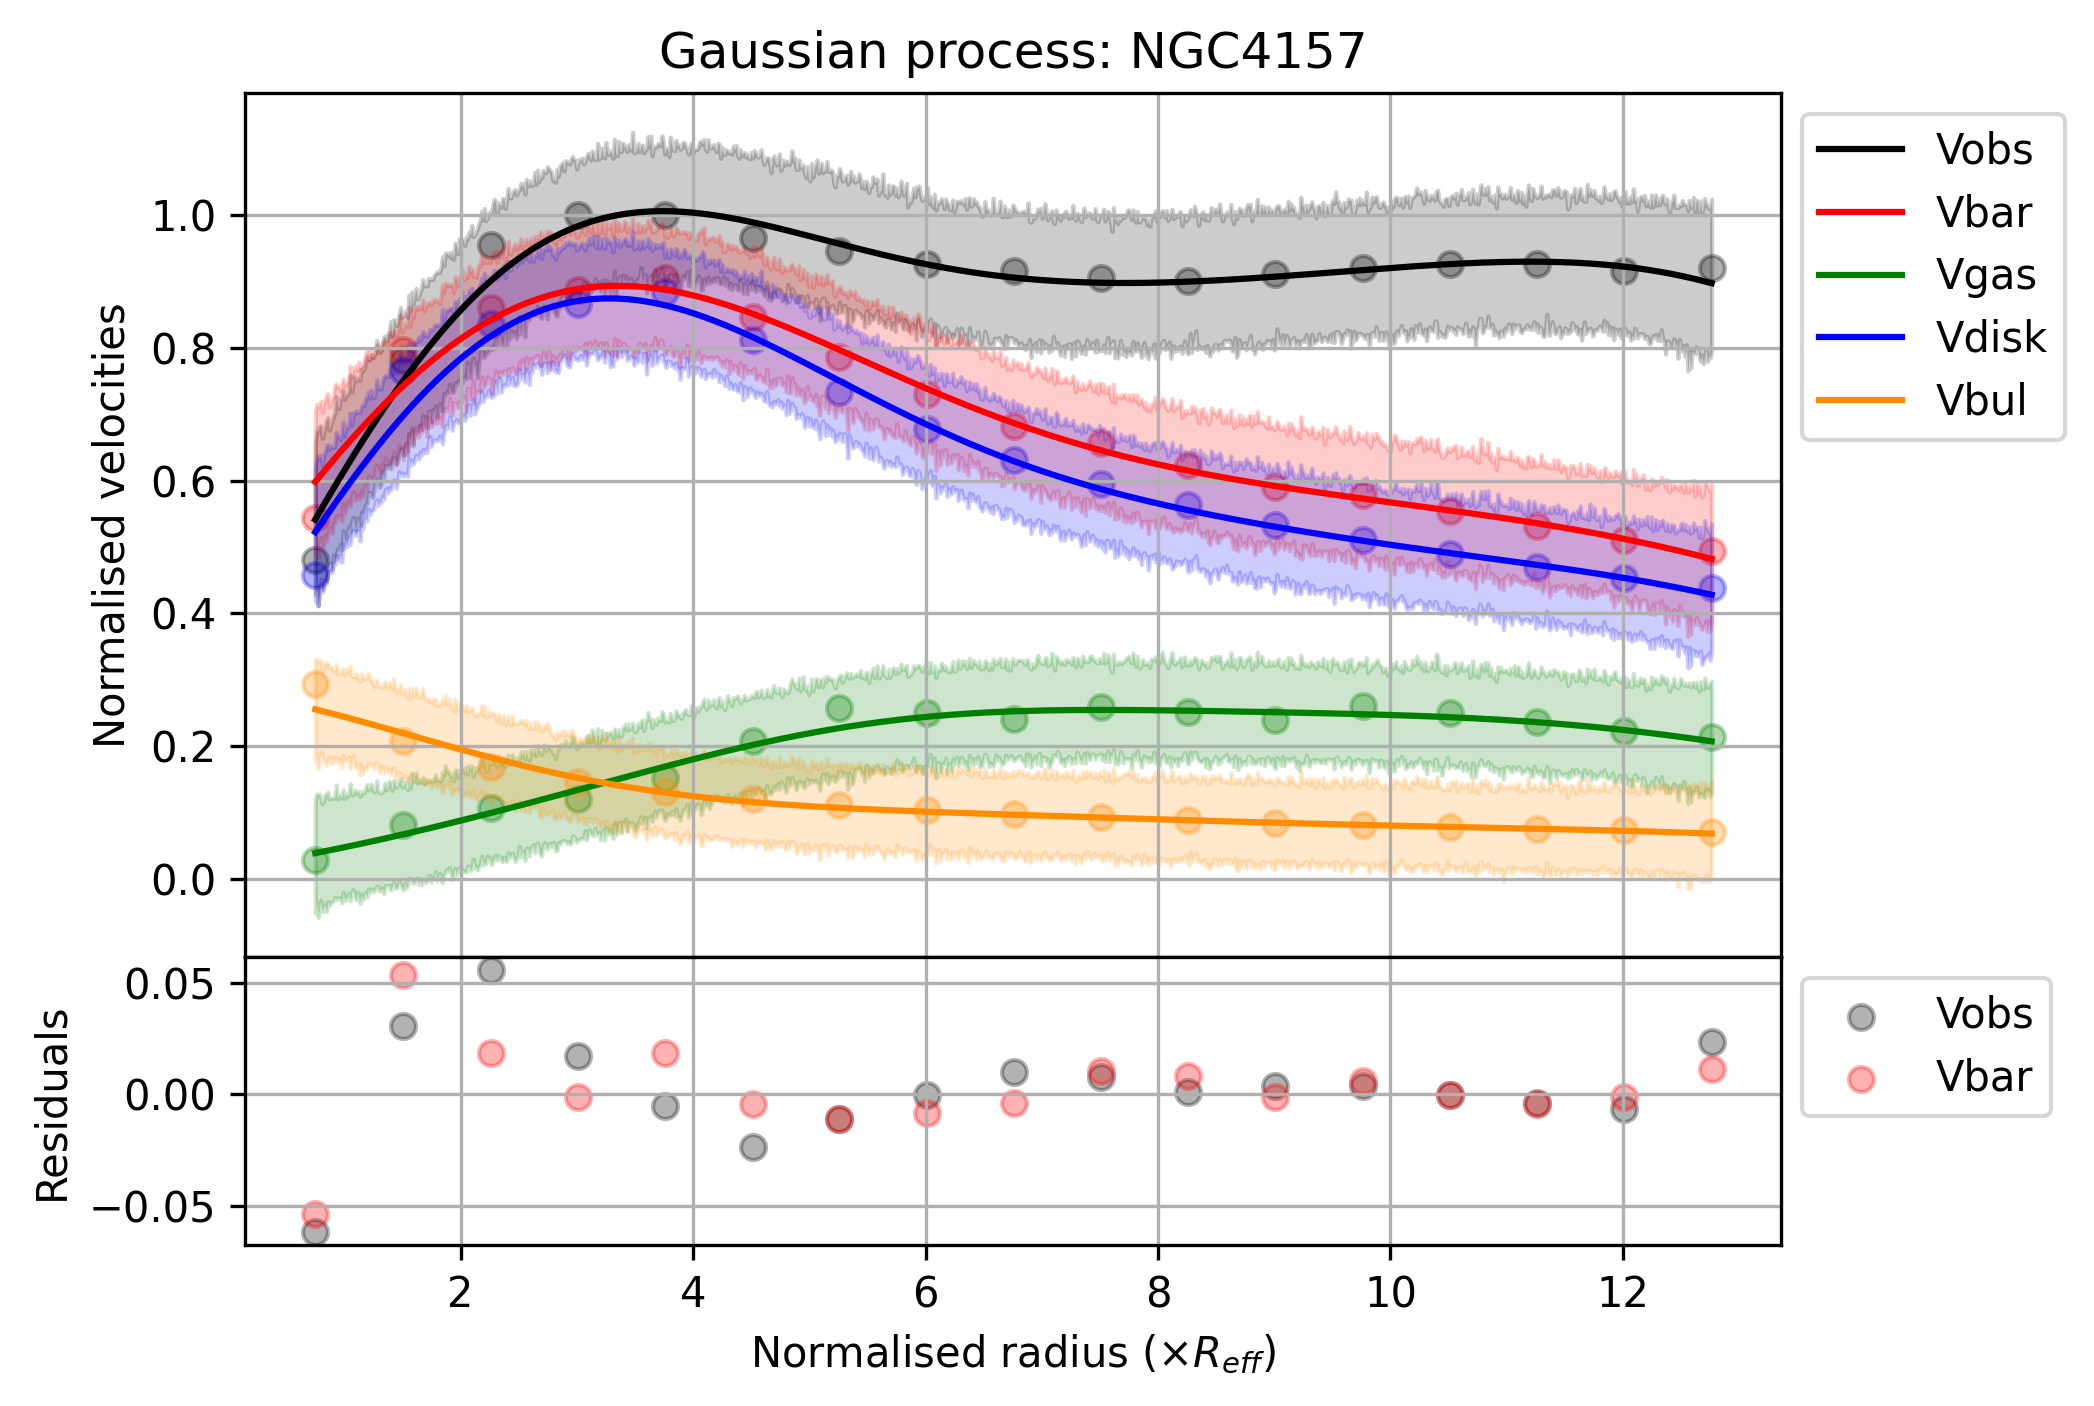 Gaussian process: NGC4157
Normalised velocities
1.0
0.8
0.6
0.4
0.2
0.0
Vobs
Vbar
Vgas
Vdisk
Vbul
Residuals
0.05
0.00
−0.05
Vobs
Vbar
2 4 6 8 10 12
Normalised radius (×R_{eff})